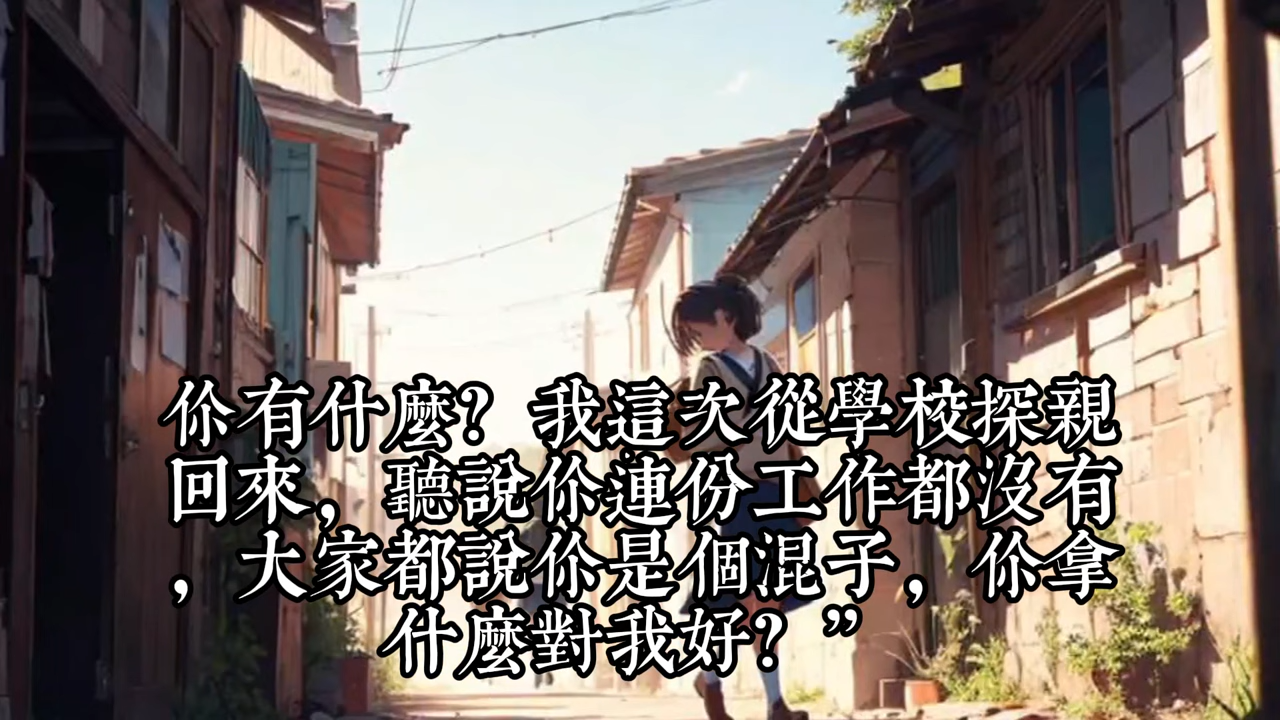 你有什麼？我這次從學校探親
回來，聽說你連份工作都沒有
，大家都說你是個混子，你拿
什麼對我好？”